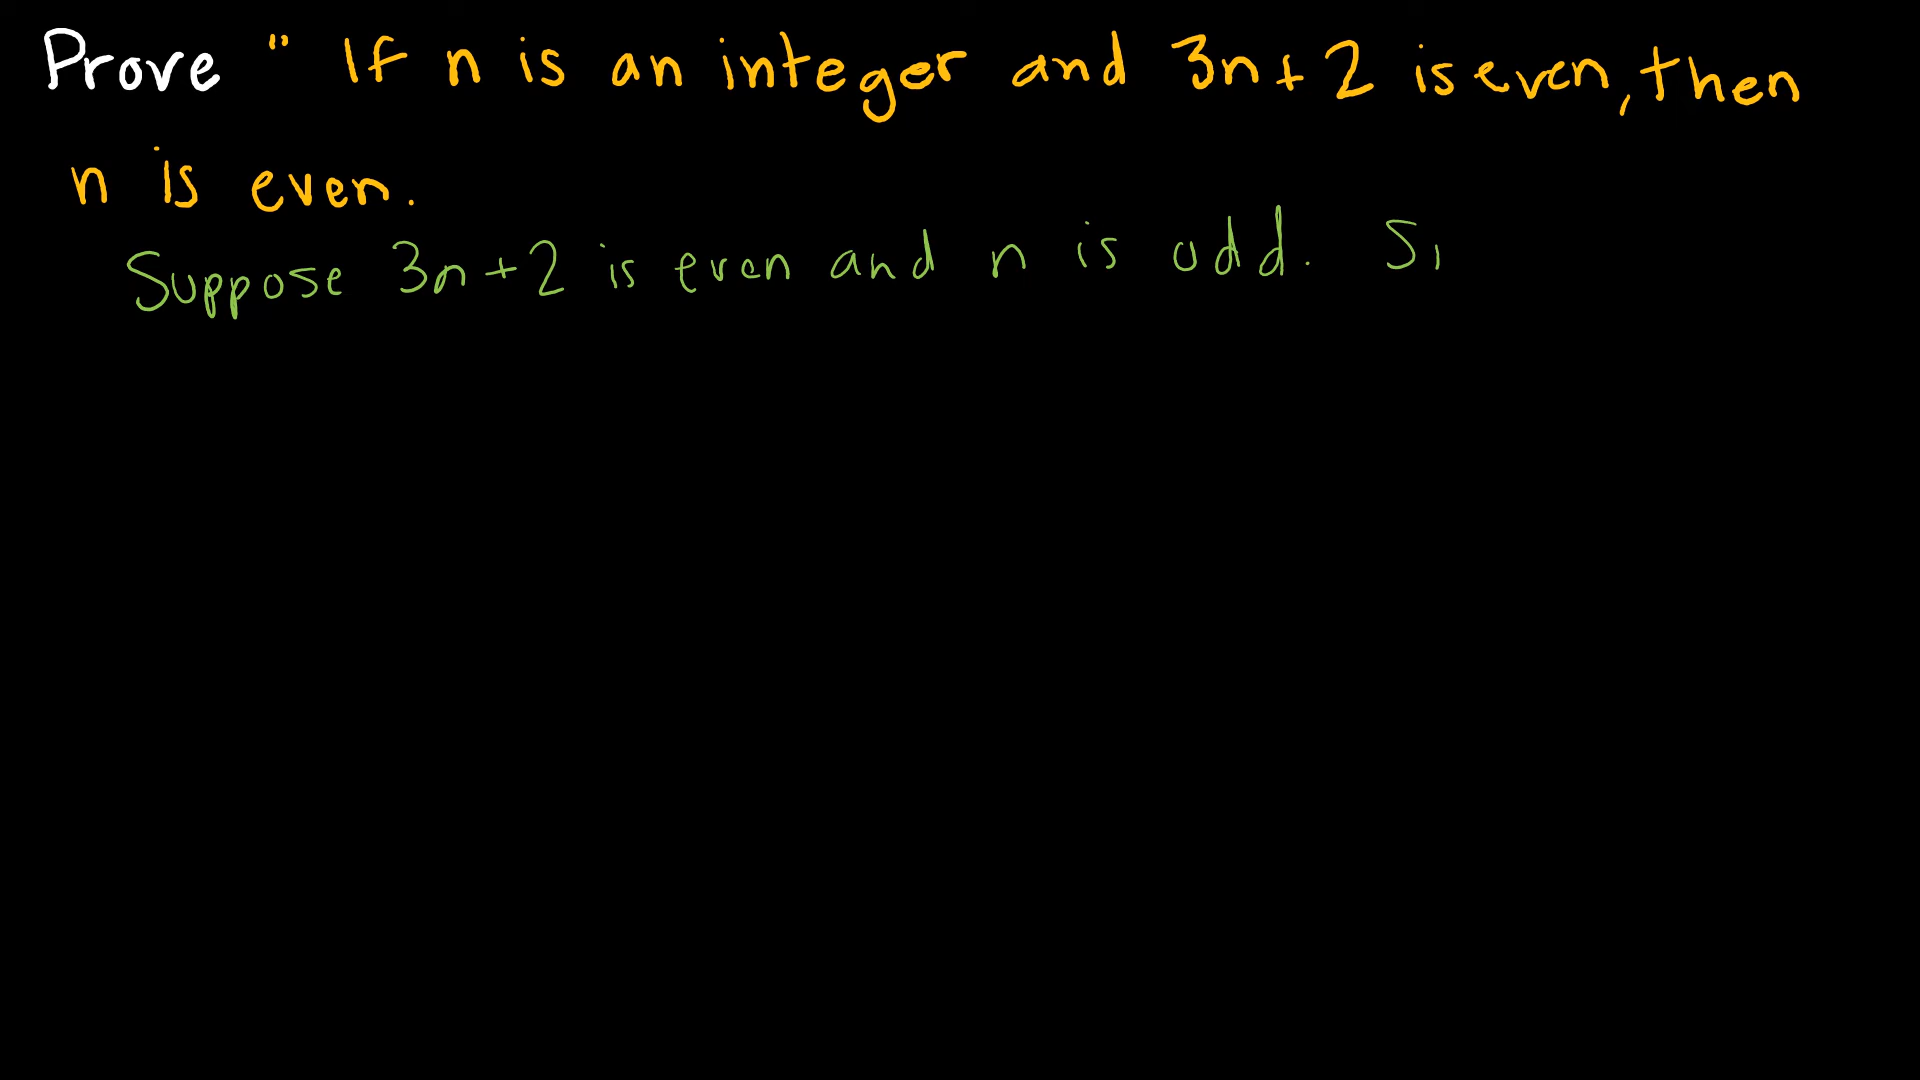 Prove " If n is an integer and 3n+2 is even, then
n is even.
Suppose 3n+2 is even and n is odd. Si